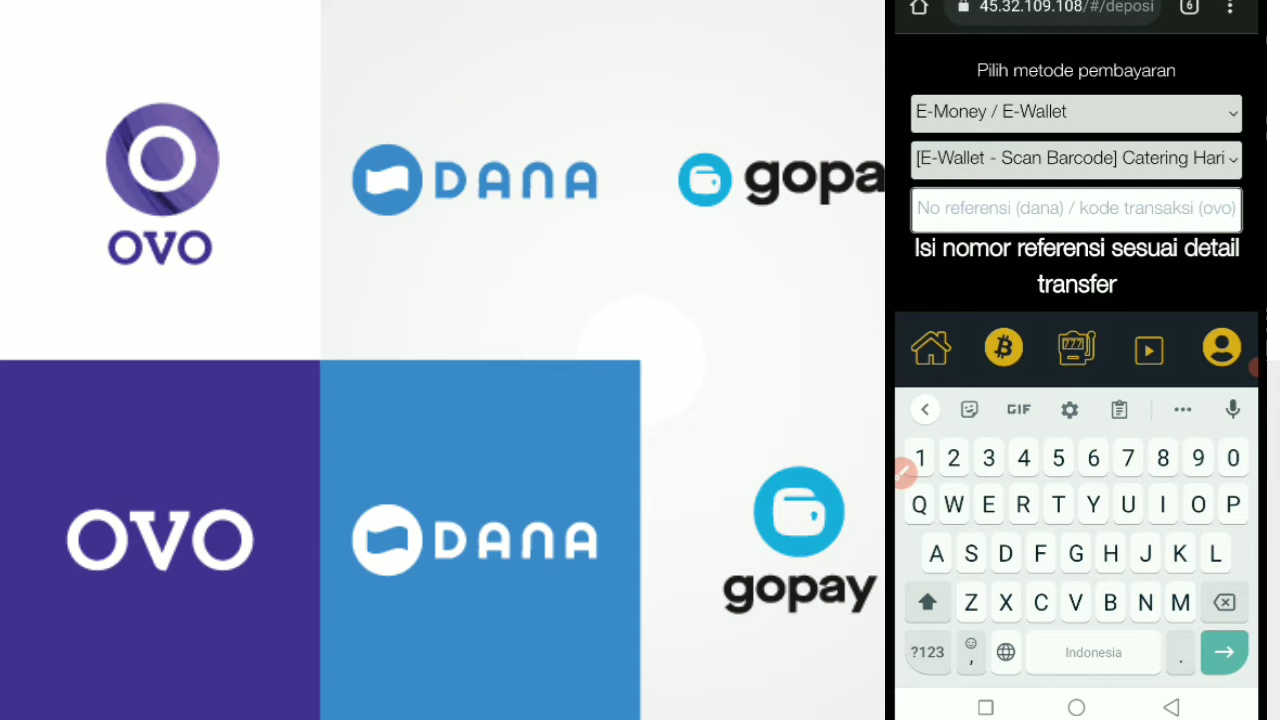 OVO
DANA
gopa
OVO
DANA
gopay
45.32.109.108/#/deposi
6
Pilih metode pembayaran
E-Money / E-Wallet
[E-Wallet - Scan Barcode] Catering Hari
No referensi (dana) / kode transaksi (ovo)
Isi nomor referensi sesuai detail
transfer
777
GIF
1 2 3 4 5 6 7 8 9 0
Q W E R T Y U I O P
A S D F G H J K L
Z X C V B N M
?123 , Indonesia .